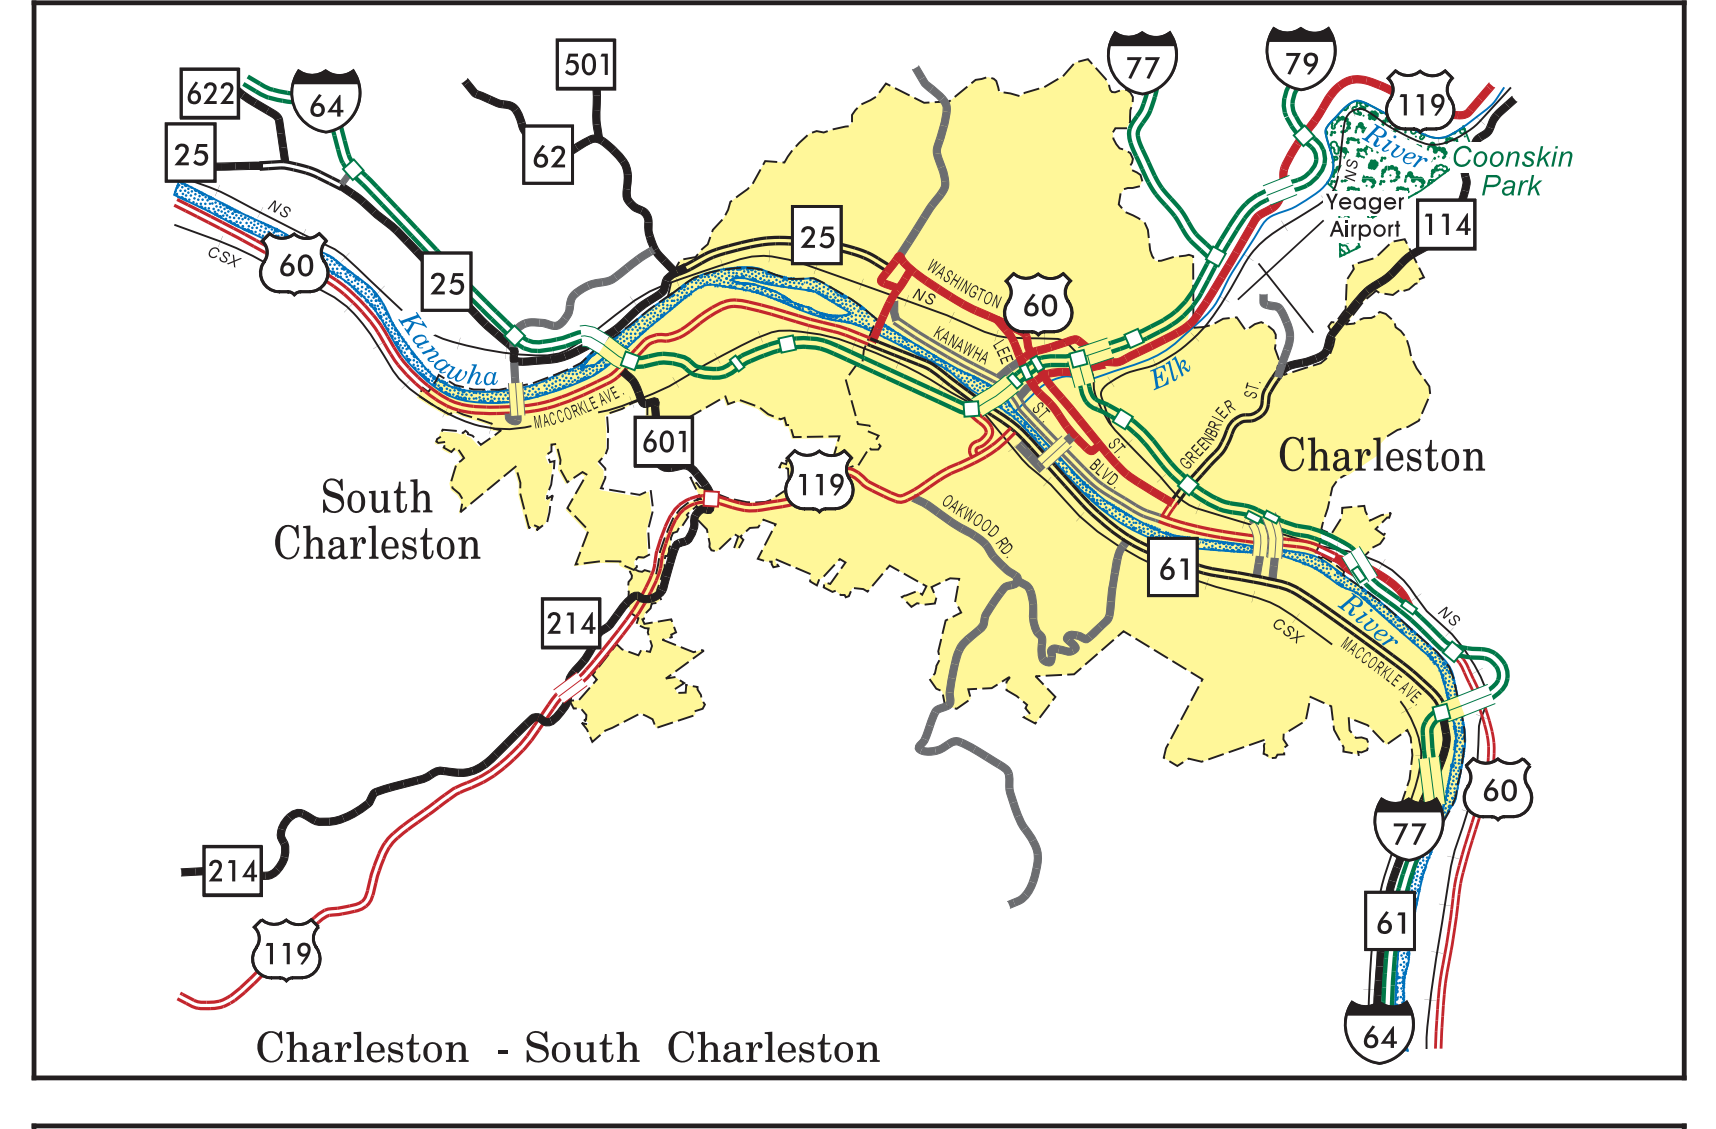 501
77
79
119
622
64
25
62
NS
River
Coonskin
Park
Yeager
Airport
114
NS
CSX
60
25
25
WASHINGTON
NS
60
KANAWHA
LEE
Kanawha
Elk
MACCORKLE AVE.
ST.
ST.
ST
BLVD.
GREENBRIER
601
119
Charleston
South
Charleston
OAKWOOD RD.
61
214
River
NS
CSX
MACCORKLE AVE.
60
77
214
61
119
64
Charleston - South Charleston